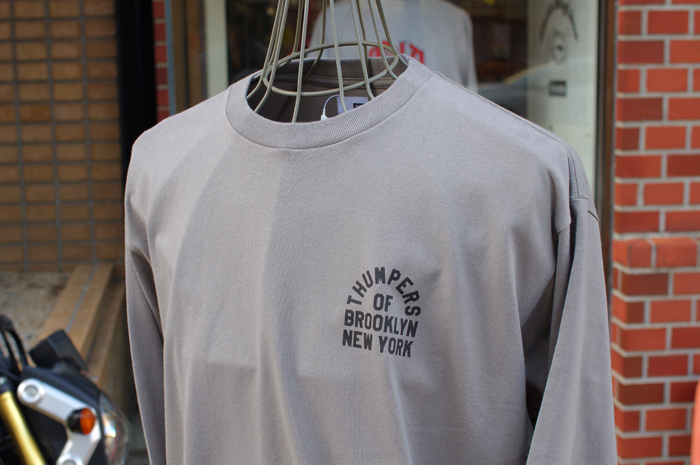 THUMPERS
OF
BROOKLYN
NEW YORK